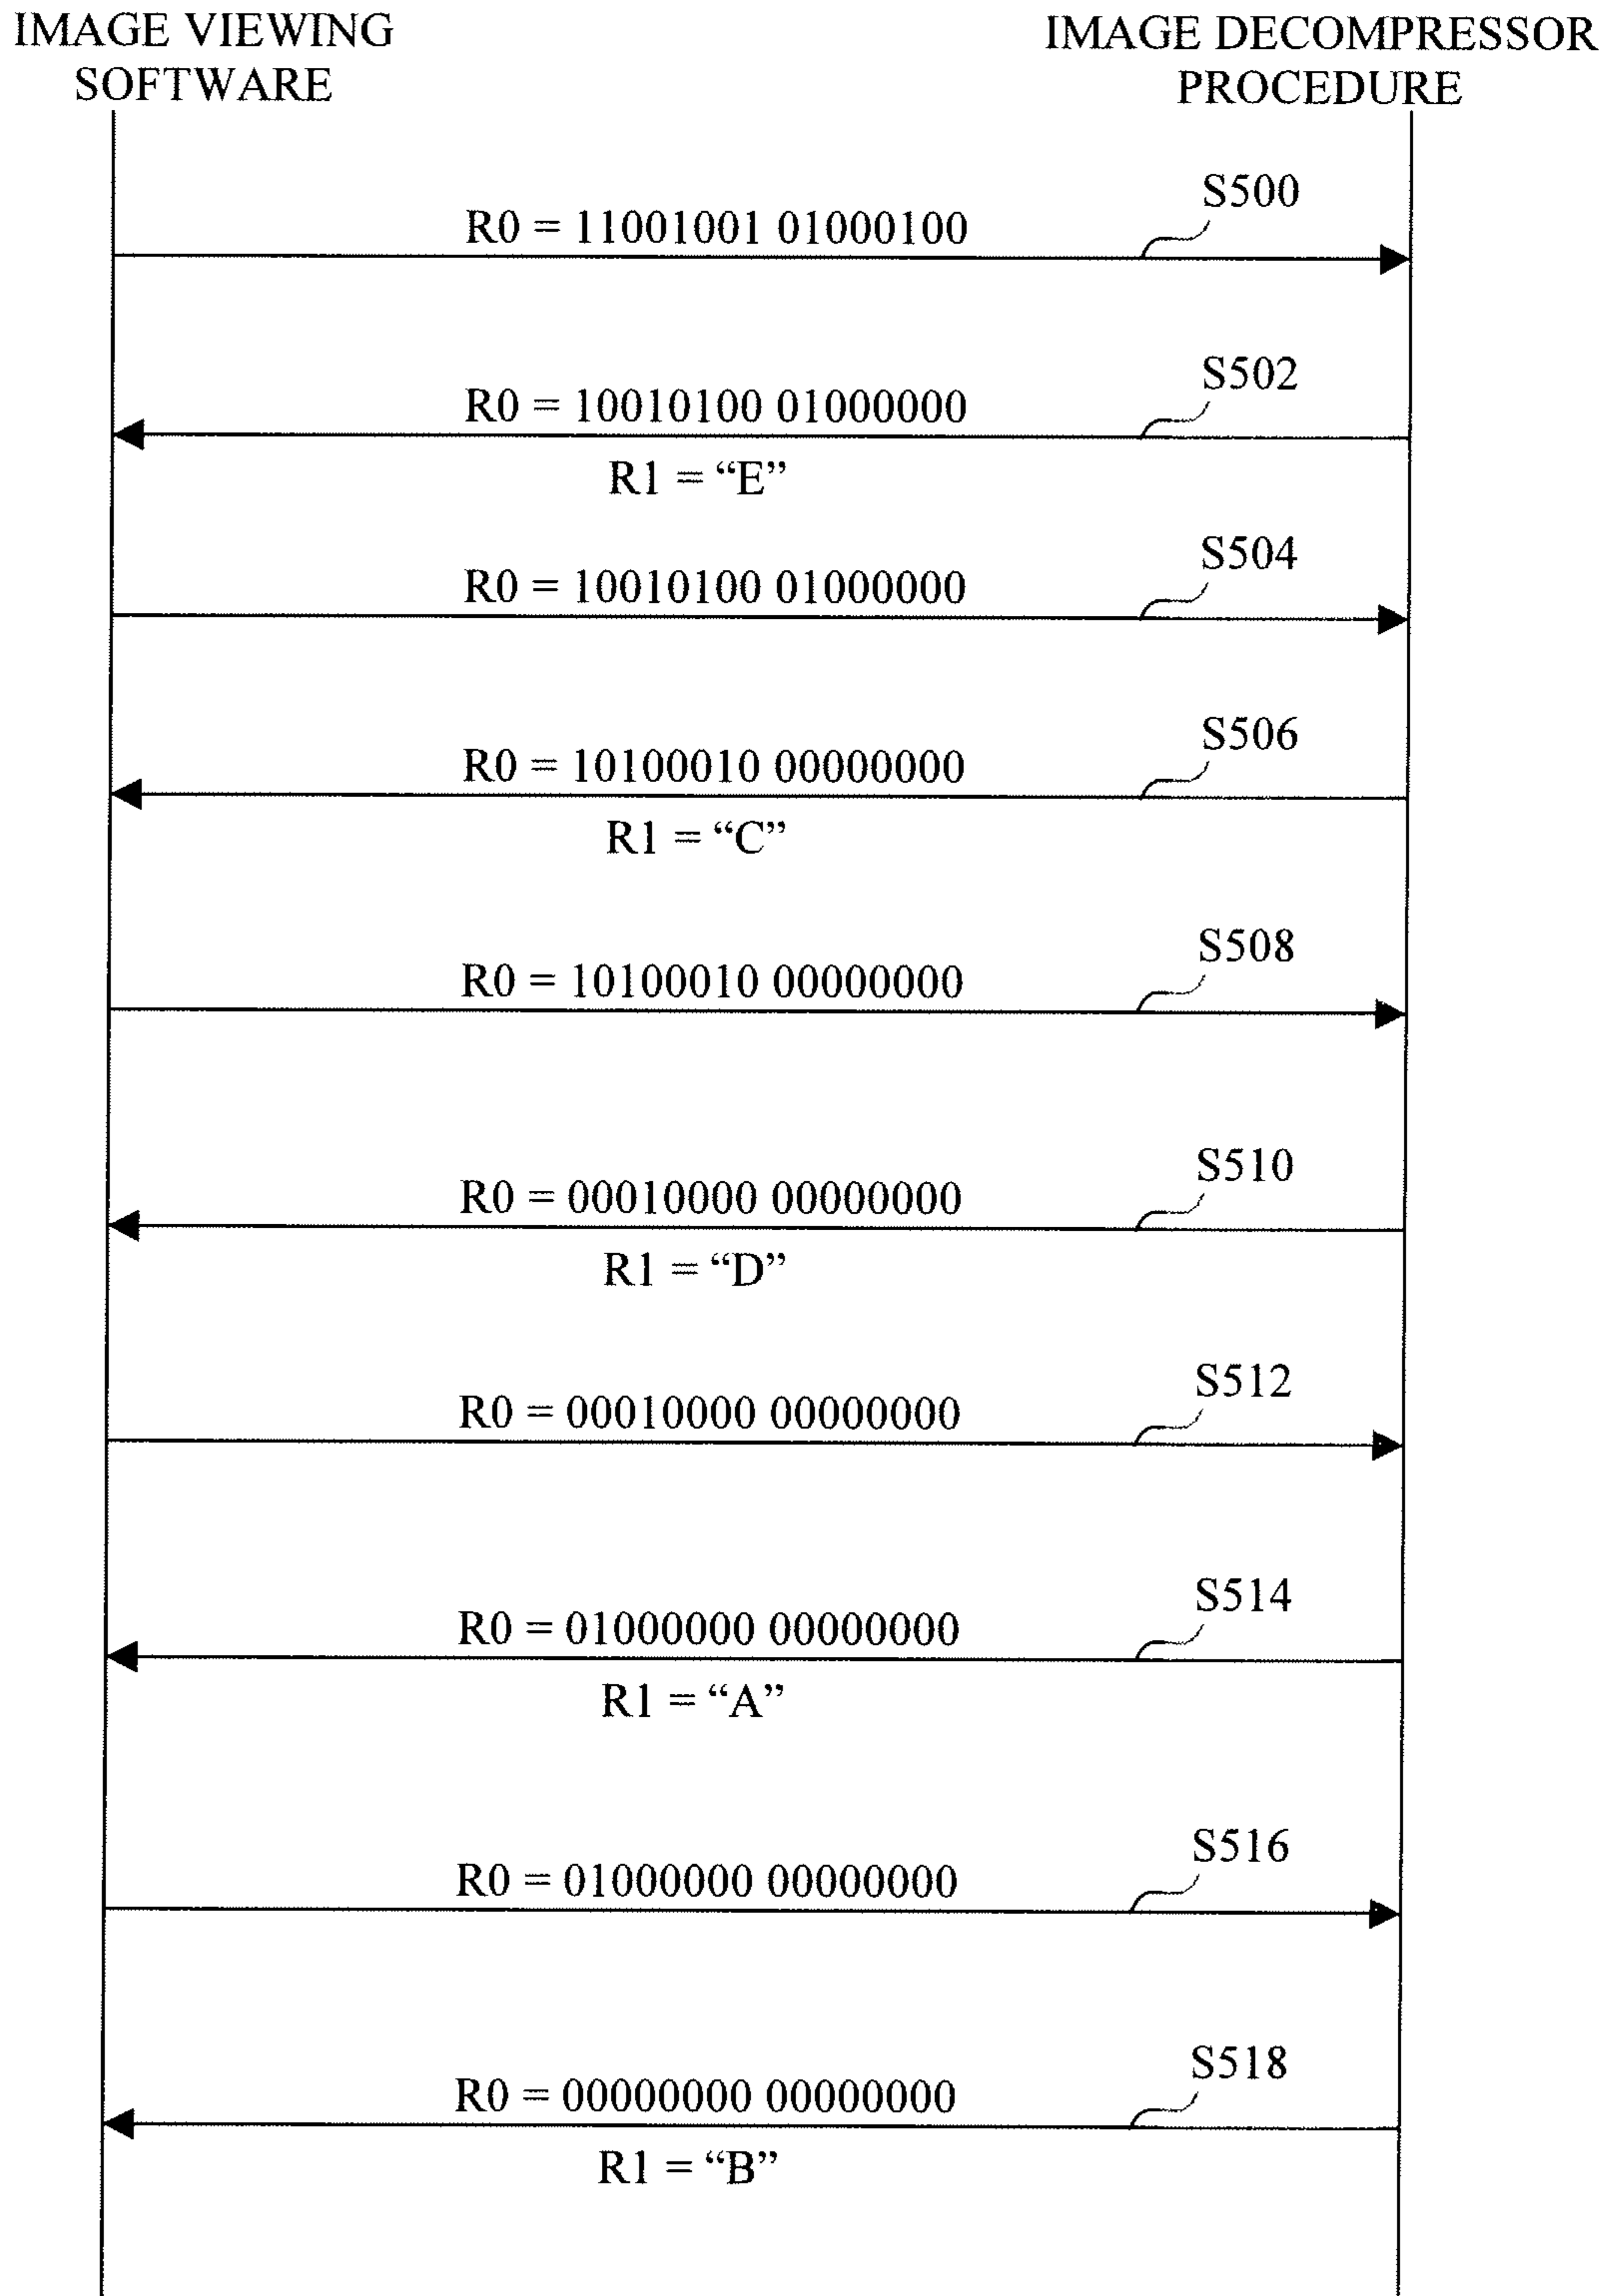 IMAGE VIEWING
SOFTWARE
IMAGE DECOMPRESSOR
PROCEDURE
S500
R0 = 11001001 01000100
S502
R0 = 10010100 01000000
R1 = “E”
S504
R0 = 10010100 01000000
S506
R0 = 10100010 00000000
R1 = “C”
S508
R0 = 10100010 00000000
S510
R0 = 00010000 00000000
R1 = “D”
S512
R0 = 00010000 00000000
S514
R0 = 01000000 00000000
R1 = “A”
S516
R0 = 01000000 00000000
S518
R0 = 00000000 00000000
R1 = “B”